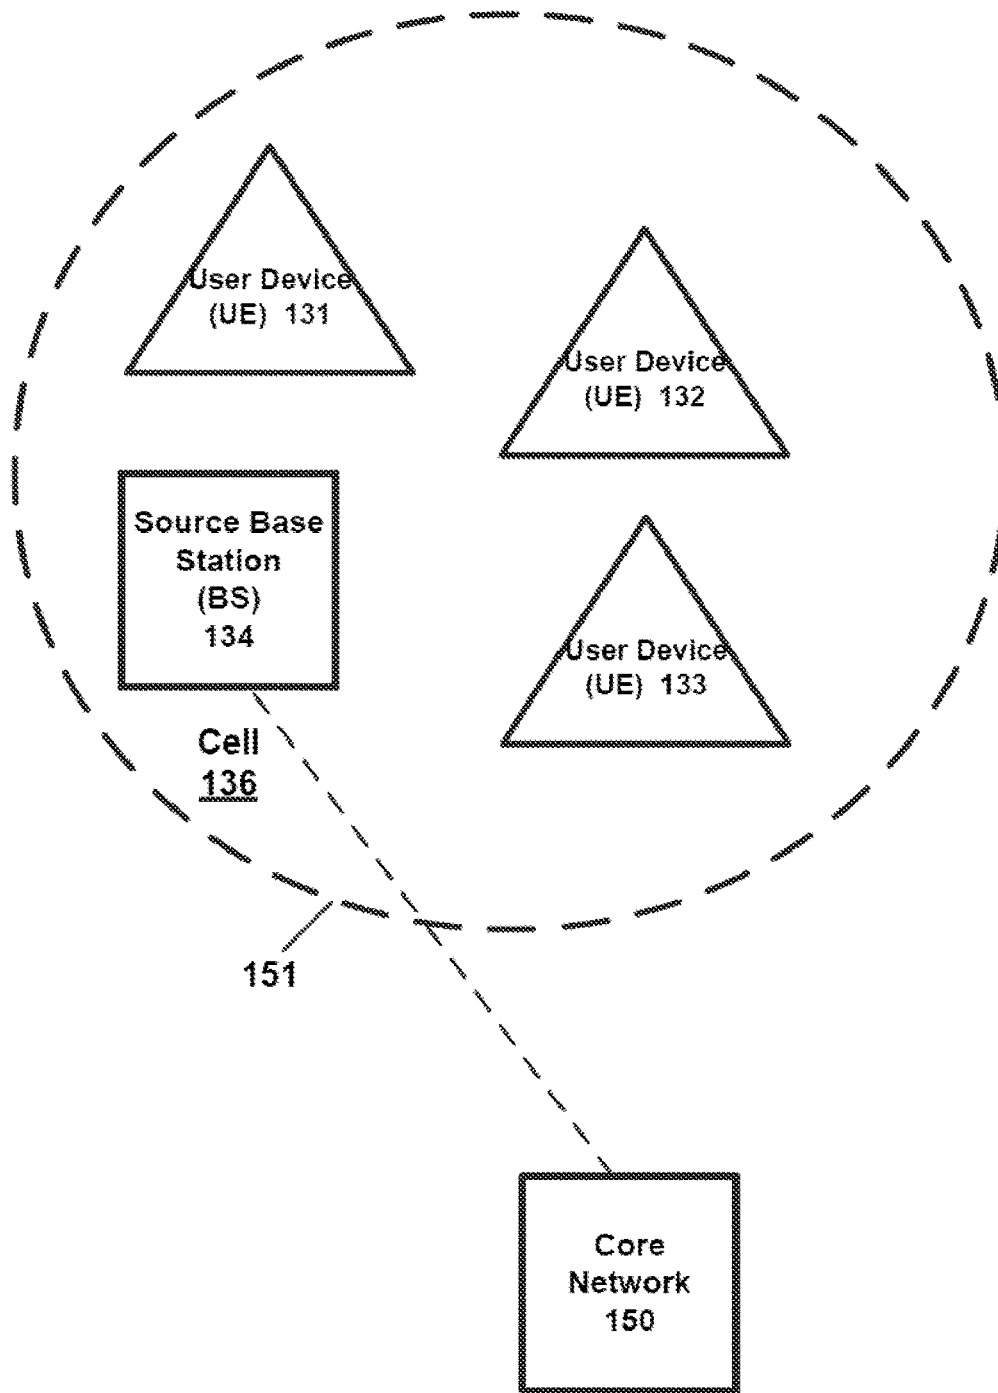 User Device
(UE) 131
User Device
(UE) 132
Source Base
Station
(BS)
134
User Device
(UE) 133
Cell
136
151
Core
Network
150